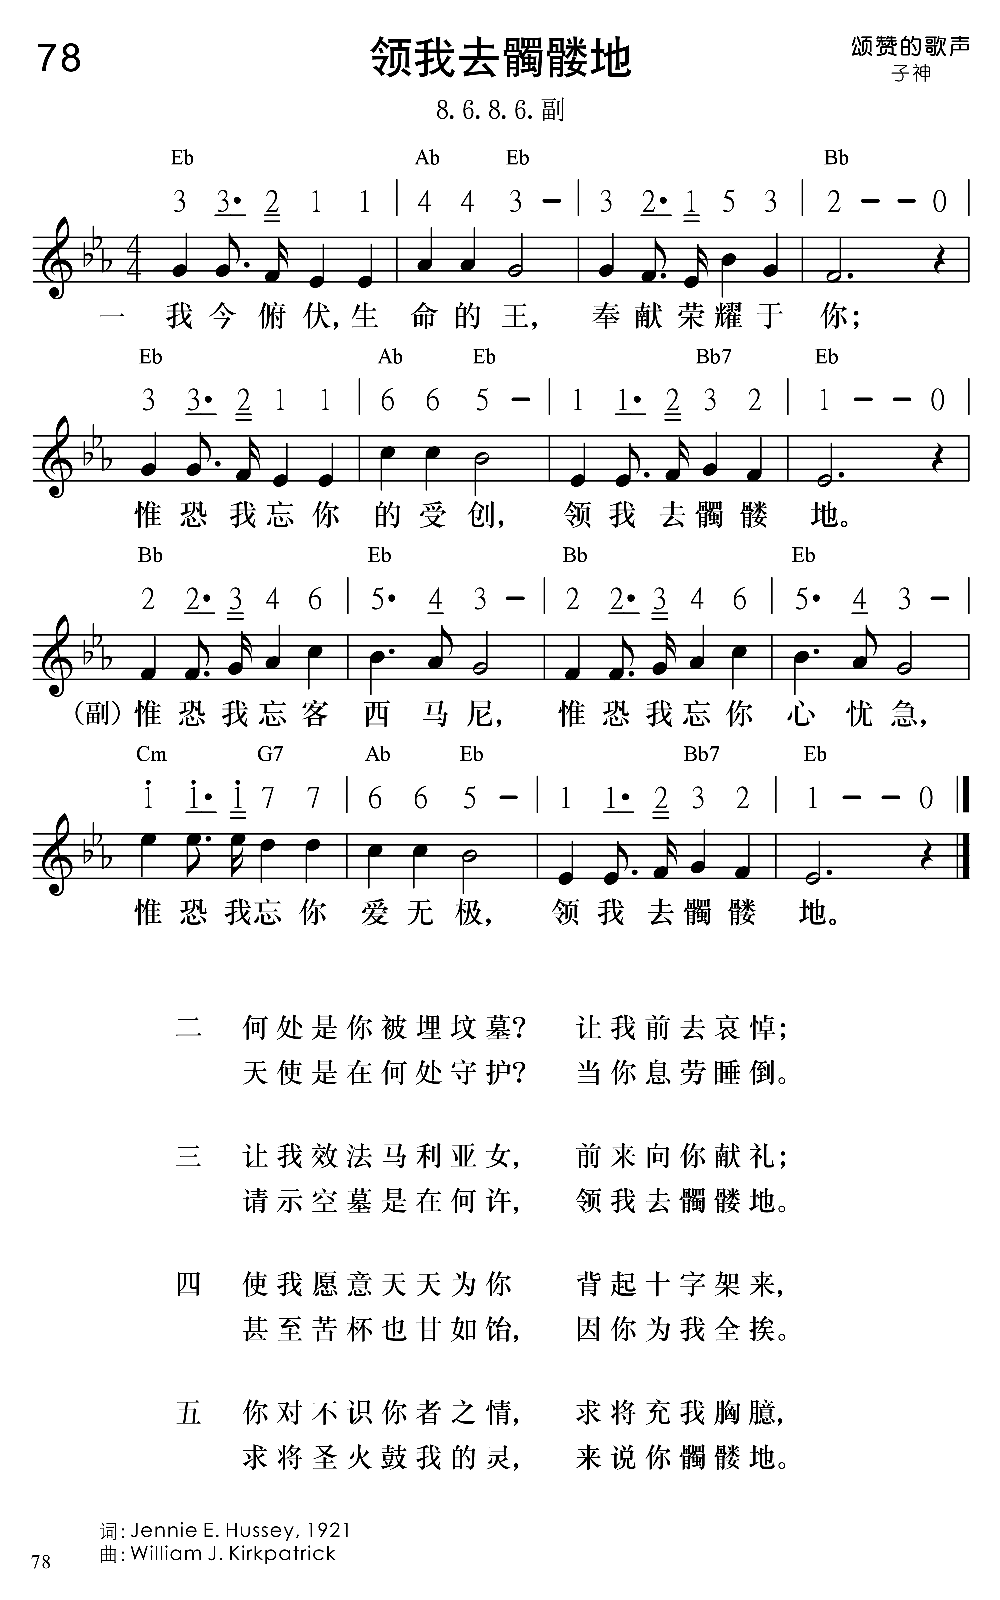 78
领我去髑髅地
颂赞的歌声
子神
8.6.8.6.副
Eb Ab Eb Bb
3 3• 2 1 1 | 4 4 3 – | 3 2• 1 5 3 | 2 – – 0 |
4
4
一 我今俯伏,生命的王, 奉献荣耀于你;
Eb Ab Eb Bb7 Eb
3 3• 2 1 1 | 6 6 5 – | 1 1• 2 3 2 | 1 – – 0 |
惟恐我忘你的受创, 领我去髑髅地。
Bb Eb Bb Eb
2 2• 3 4 6 | 5• 4 3 – | 2 2• 3 4 6 | 5• 4 3 – |
(副)惟恐我忘客西马尼, 惟恐我忘你心忧急,
Cm G7 Ab Eb Bb7 Eb
i i• i 7 7 | 6 6 5 – | 1 1• 2 3 2 | 1 – – 0
惟恐我忘你爱无极, 领我去髑髅地。
二 何处是你被埋坟墓? 让我前去哀悼;
天使是在何处守护? 当你息劳睡倒。
三 让我效法马利亚女, 前来向你献礼;
请示空墓是在何许, 领我去髑髅地。
四 使我愿意天天为你 背起十字架来,
甚至苦杯也甘如饴, 因你为我全挨。
五 你对不识你者之情, 求将充我胸臆,
求将圣火鼓我的灵, 来说你髑髅地。
词: Jennie E. Hussey, 1921
曲: William J. Kirkpatrick
78